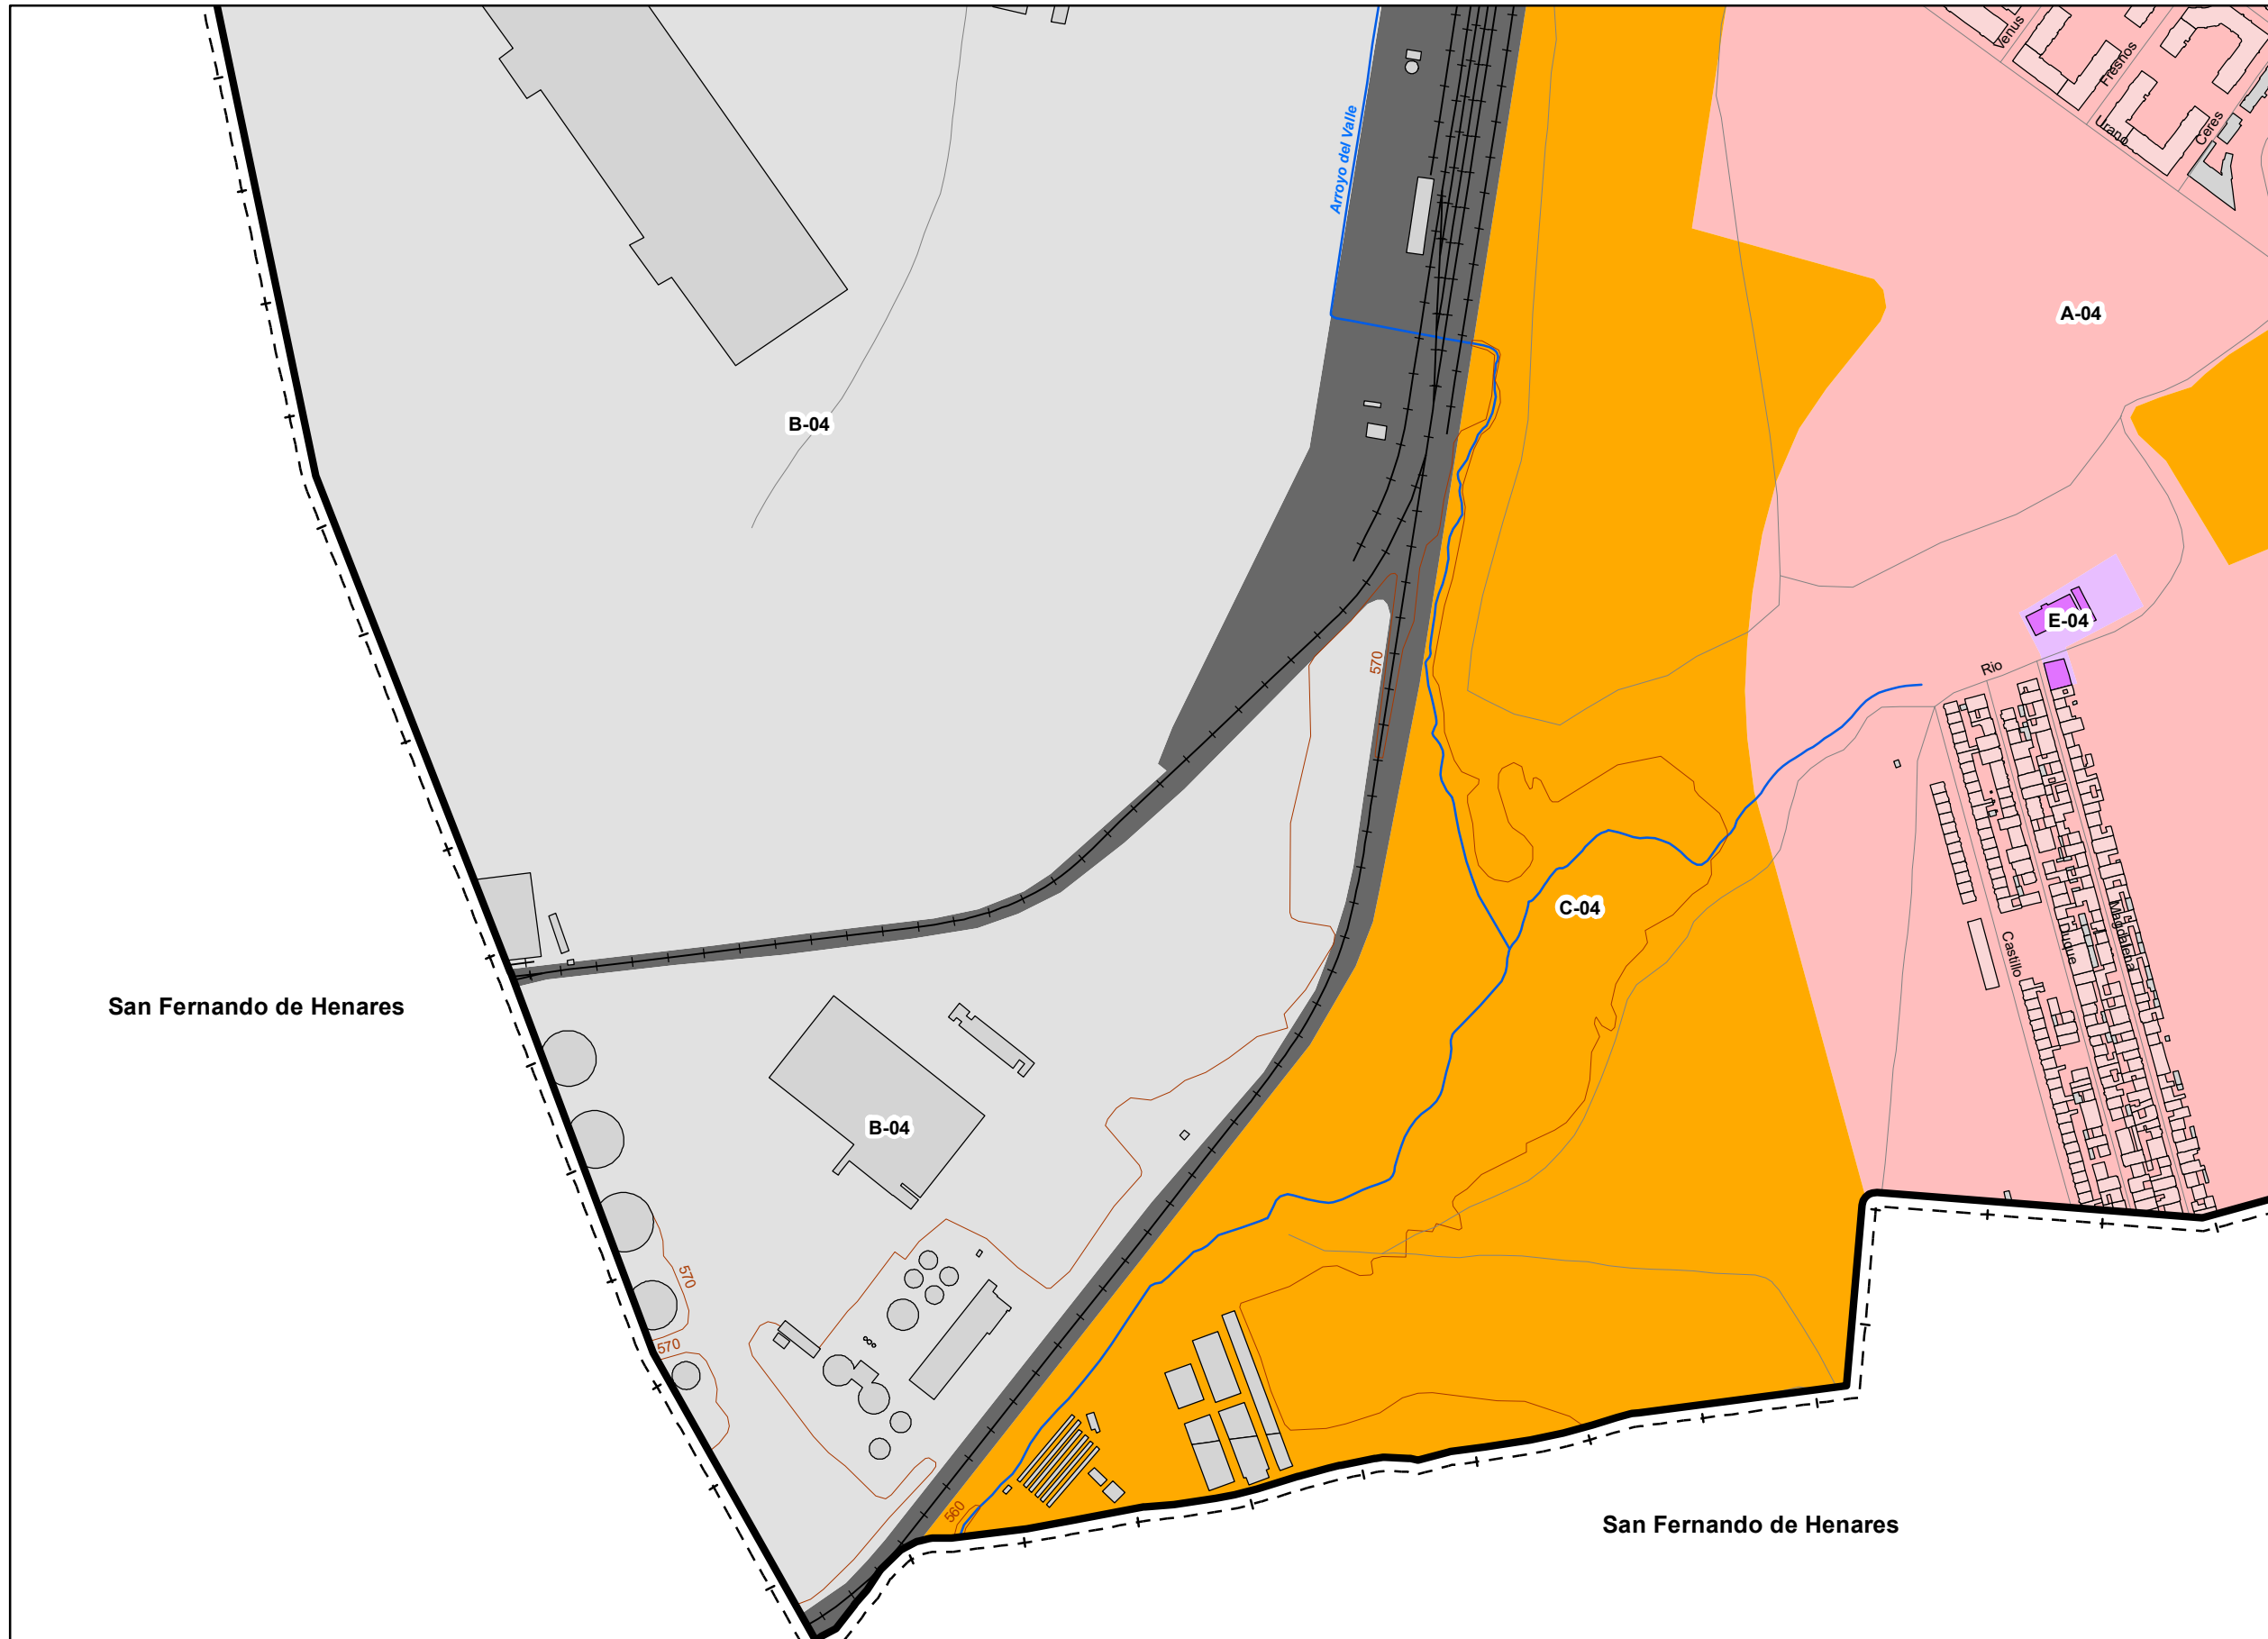 Venus
Fresnos
Urano
Ceres
Arroyo del Valle
A-04
B-04
E-04
Rio
570
C-04
Magdalena
Duque
Castillo
San Fernando de Henares
B-04
570
570
560
San Fernando de Henares